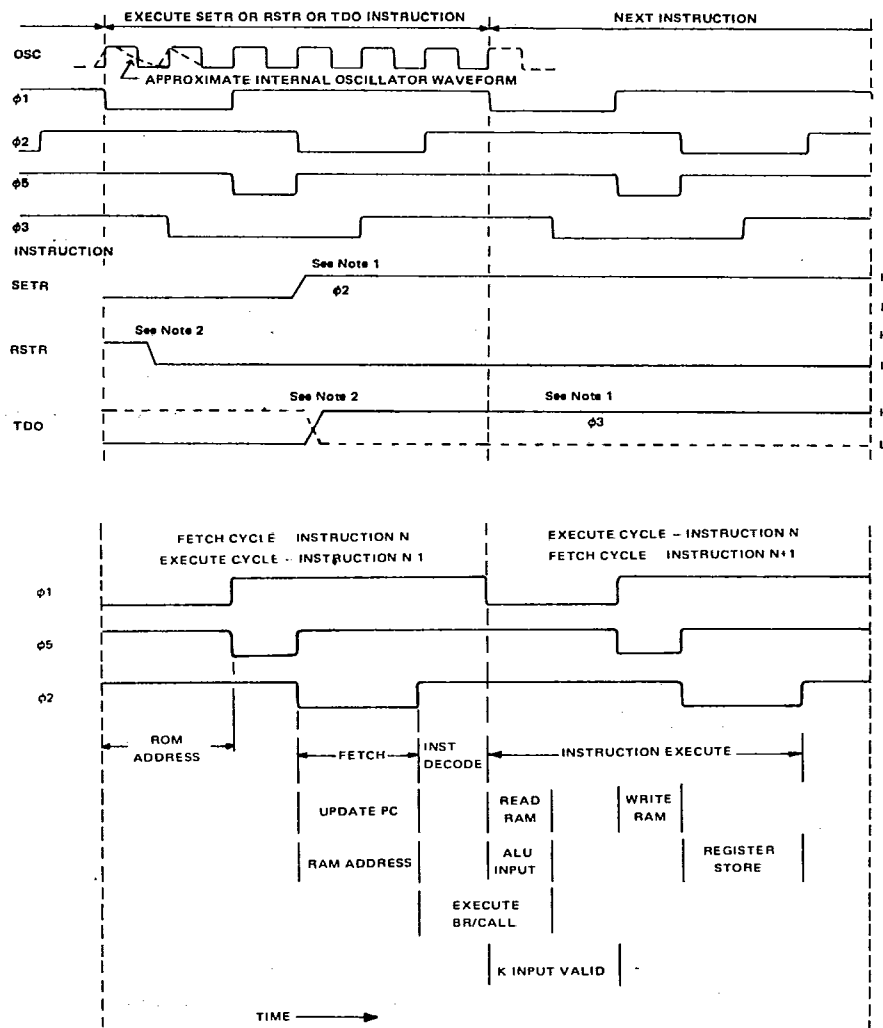 EXECUTE SETR OR RSTR OR TDO INSTRUCTION
NEXT INSTRUCTION
OSC
APPROXIMATE INTERNAL OSCILLATOR WAVEFORM
φ1
φ2
φ5
φ3
INSTRUCTION
SETR
See Note 1
φ2
H
RSTR
See Note 2
TDO
See Note 2
See Note 1
φ3
H
L
FETCH CYCLE INSTRUCTION N
EXECUTE CYCLE – INSTRUCTION N 1
EXECUTE CYCLE – INSTRUCTION N
FETCH CYCLE INSTRUCTION N+1
φ1
φ5
φ2
ROM
ADDRESS
FETCH
INST
DECODE
INSTRUCTION EXECUTE
UPDATE PC
READ
RAM
WRITE
RAM
RAM ADDRESS
ALU
INPUT
REGISTER
STORE
EXECUTE
BR/CALL
K INPUT VALID
TIME